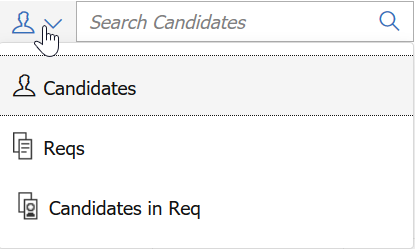 Search Candidates
Candidates
Reqs
Candidates in Req